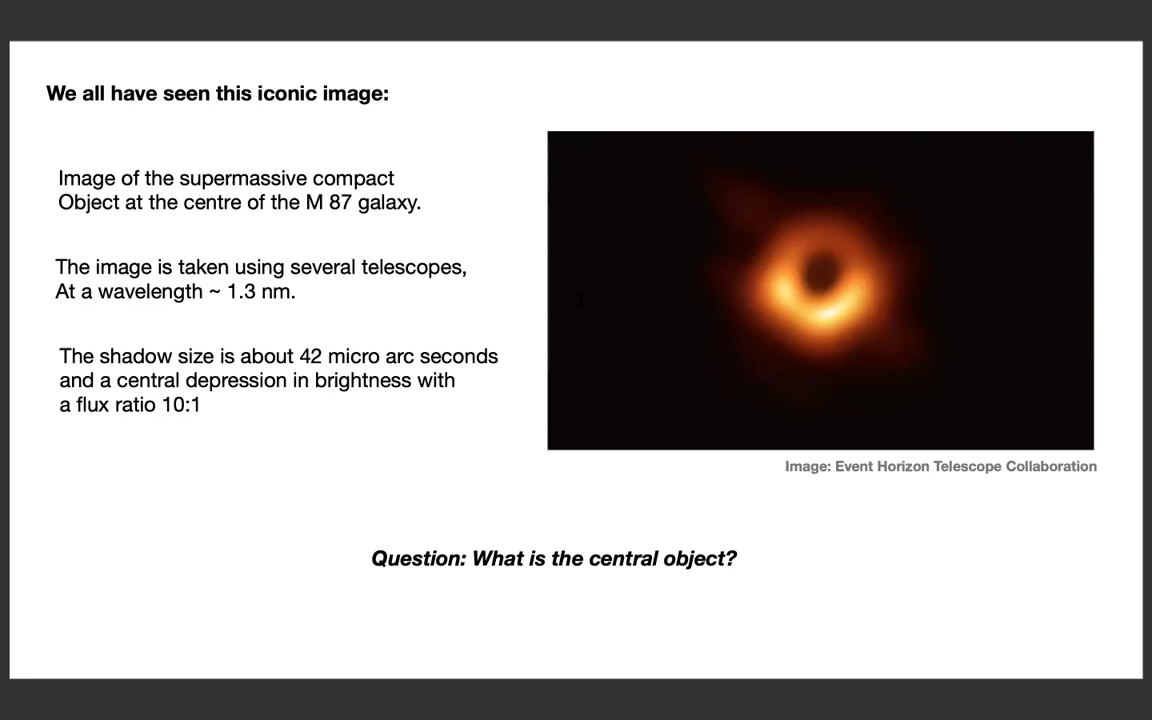 We all have seen this iconic image:
Image of the supermassive compact
Object at the centre of the M 87 galaxy.
The image is taken using several telescopes,
At a wavelength ~ 1.3 nm.
The shadow size is about 42 micro arc seconds
and a central depression in brightness with
a flux ratio 10:1
Image: Event Horizon Telescope Collaboration
Question: What is the central object?